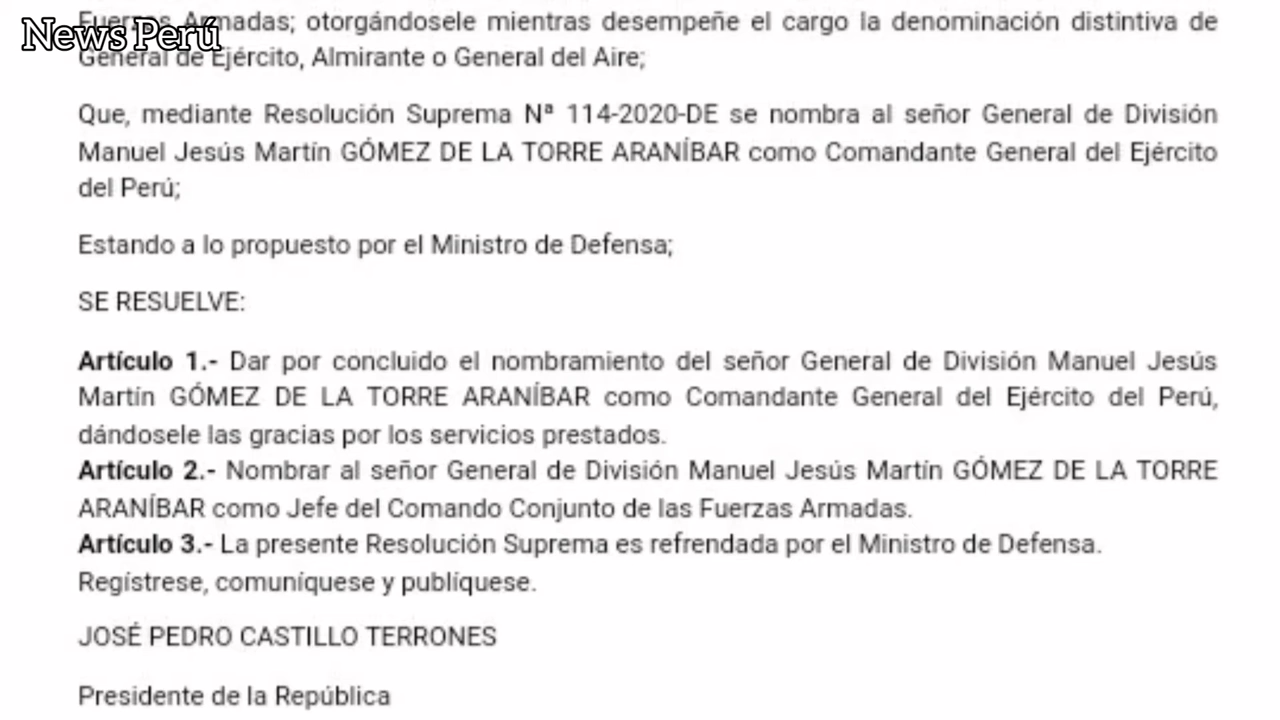 Fuerzas Armadas; otorgándosele mientras desempeñe el cargo la denominación distintiva de
News Perú
General de Ejército, Almirante o General del Aire;
Que, mediante Resolución Suprema Nª 114-2020-DE se nombra al señor General de División
Manuel Jesús Martín GÓMEZ DE LA TORRE ARANÍBAR como Comandante General del Ejército
del Perú;
Estando a lo propuesto por el Ministro de Defensa;
SE RESUELVE:
Artículo 1.- Dar por concluido el nombramiento del señor General de División Manuel Jesús
Martín GÓMEZ DE LA TORRE ARANÍBAR como Comandante General del Ejército del Perú,
dándosele las gracias por los servicios prestados.
Artículo 2.- Nombrar al señor General de División Manuel Jesús Martín GÓMEZ DE LA TORRE
ARANÍBAR como Jefe del Comando Conjunto de las Fuerzas Armadas.
Artículo 3.- La presente Resolución Suprema es refrendada por el Ministro de Defensa.
Regístrese, comuníquese y publíquese.
JOSÉ PEDRO CASTILLO TERRONES
Presidente de la República